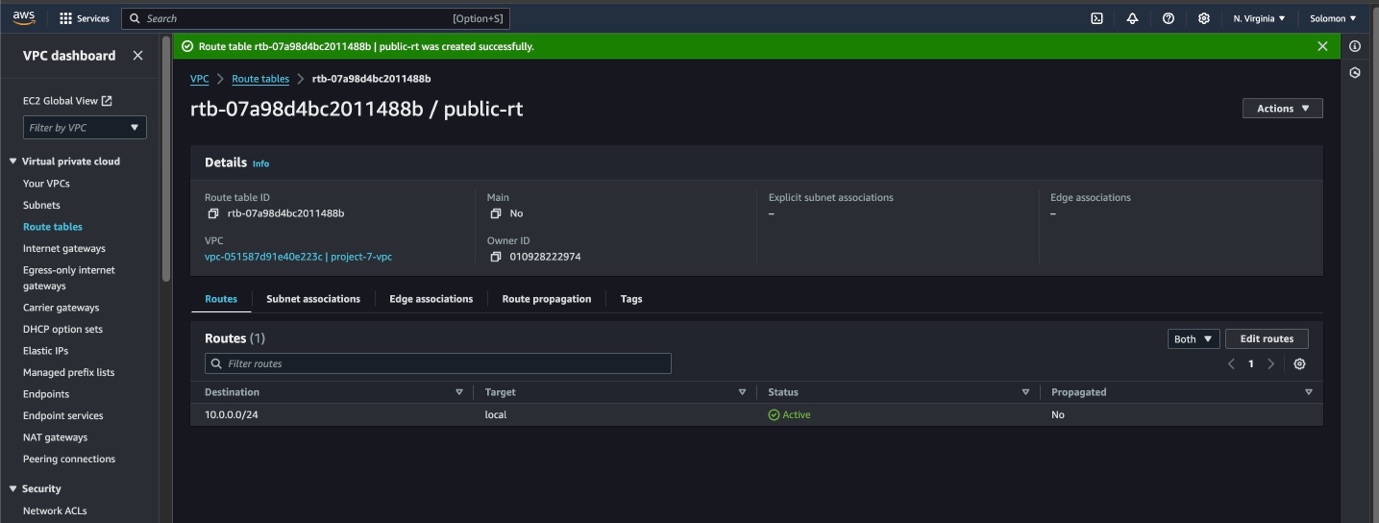 aws
Services
Search
[Option+S]
N. Virginia
Solomon
VPC dashboard
EC2 Global View
Filter by VPC
Virtual private cloud
Your VPCs
Subnets
Route tables
Internet gateways
Egress-only internet
gateways
Carrier gateways
DHCP option sets
Elastic IPs
Managed prefix lists
Endpoints
Endpoint services
NAT gateways
Peering connections
Security
Network ACLs
Route table rtb-07a98d4bc2011488b | public-rt was created successfully.
VPC > Route tables > rtb-07a98d4bc2011488b
rtb-07a98d4bc2011488b / public-rt
Actions
Details Info
Route table ID
rtb-07a98d4bc2011488b
Main
No
Explicit subnet associations
–
Edge associations
–
VPC
vpc-051587d91e40e223c | project-7-vpc
Owner ID
010928222974
Routes Subnet associations Edge associations Route propagation Tags
Routes (1)
Both
Edit routes
Filter routes
1
Destination Target Status Propagated
10.0.0.0/24 local Active No